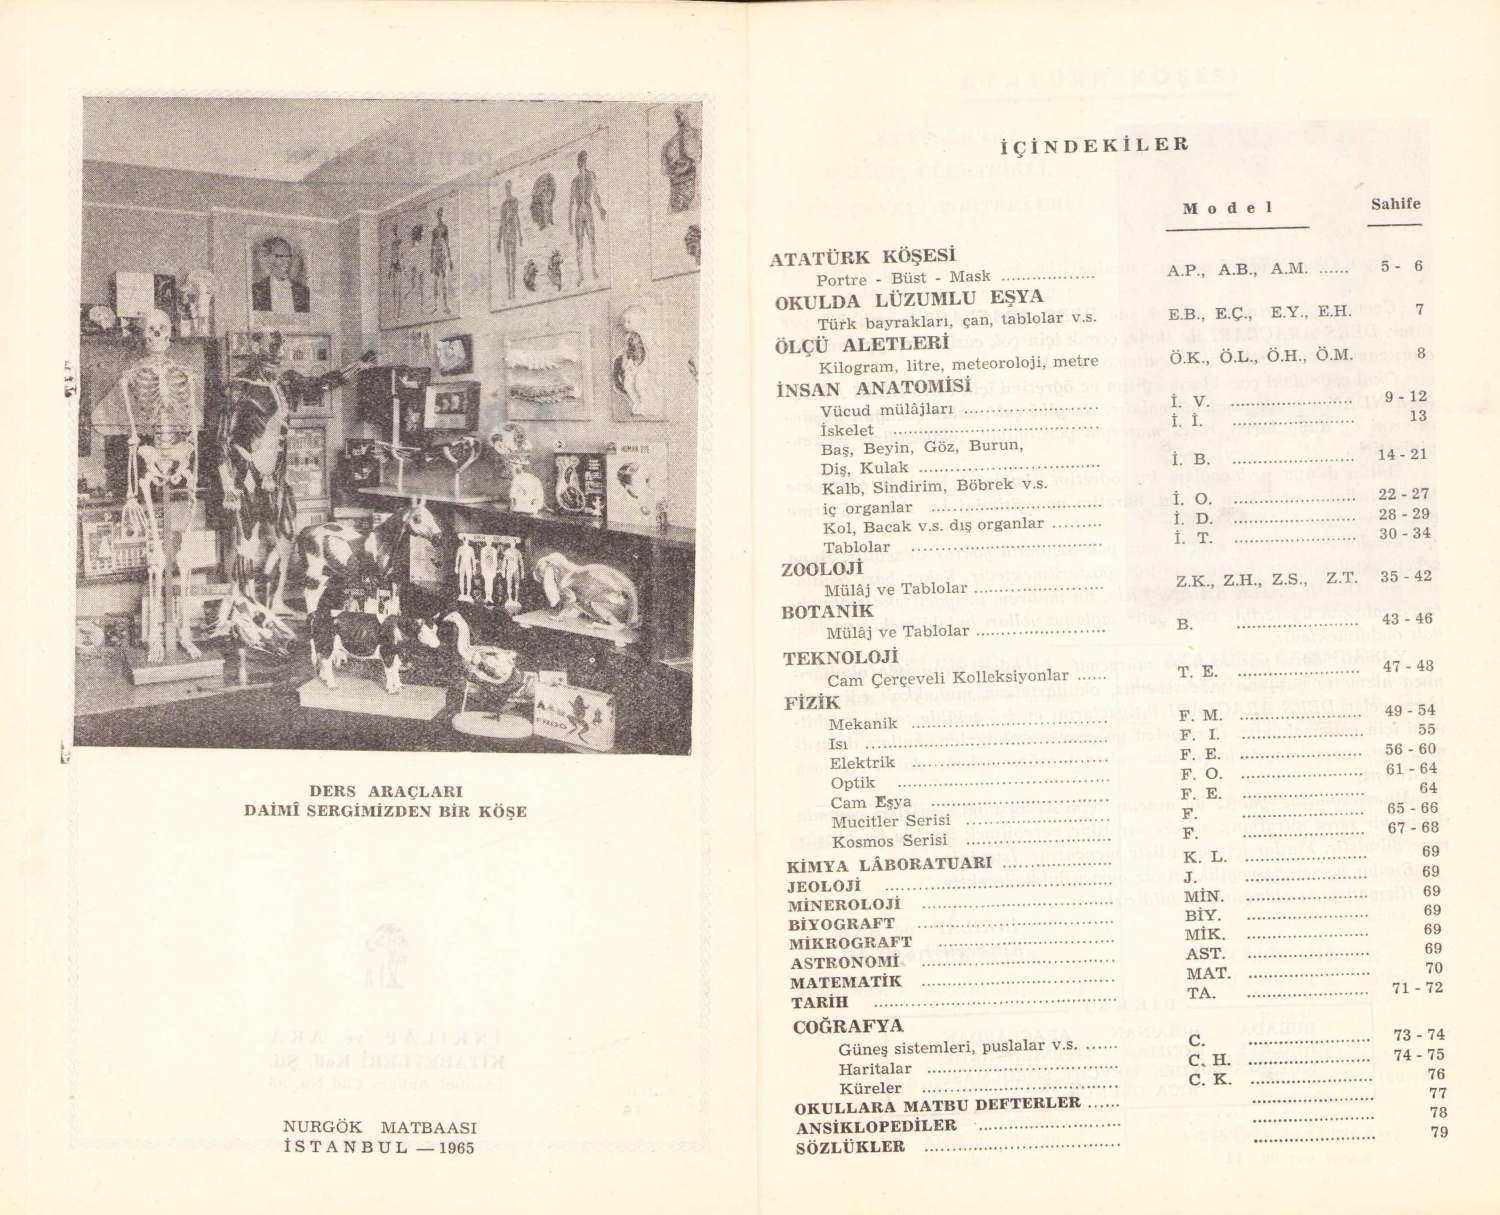 HUMAN EYE
FROG
DERS ARAÇLARI
DAİMÎ SERGİMİZDEN BİR KÖŞE
NURGÖK MATBAASI
İSTANBUL — 1965
İÇİNDEKİLER
Model Sahife
ATATÜRK KÖŞESİ
Portre - Büst - Mask ................. A.P., A.B., A.M. ...... 5 - 6
OKULDA LÜZUMLU EŞYA
Türk bayrakları, çan, tablolar v.s. E.B., E.Ç., E.Y., E.H. 7
ÖLÇÜ ALETLERİ
Kilogram, litre, meteoroloji, metre Ö.K., Ö.L., Ö.H., Ö.M. 8
İNSAN ANATOMİSİ
Vücud mülâjları ........................ İ. V. ...................... 9 - 12
İskelet .................................... İ. İ. ...................... 13
Baş, Beyin, Göz, Burun,
Diş, Kulak ................................ İ. B. ...................... 14 - 21
Kalb, Sindirim, Böbrek v.s.
iç organlar .............................. İ. O. ...................... 22 - 27
Kol, Bacak v.s. dış organlar ......... İ. D. ...................... 28 - 29
Tablolar .................................. İ. T. ...................... 30 - 34
ZOOLOJİ
Mülâj ve Tablolar ....................... Z.K., Z.H., Z.S., Z.T. 35 - 42
BOTANİK
Mülâj ve Tablolar ....................... B. ...................... 43 - 46
TEKNOLOJİ
Cam Çerçeveli Kolleksiyonlar ...... T. E. ...................... 47 - 48
FİZİK
Mekanik .................................. F. M. ...................... 49 - 54
Isı .......................................... F. I. ...................... 55
Elektrik .................................... F. E. ...................... 56 - 60
Optik ...................................... F. O. ...................... 61 - 64
Cam Eşya ................................ F. E. ...................... 64
Mucitler Serisi .......................... F. ...................... 65 - 66
Kosmos Serisi .......................... F. ...................... 67 - 68
KİMYA LÂBORATUARI .................. K. L. ...................... 69
JEOLOJİ .................................... J. ...................... 69
MİNEROLOJİ .............................. MİN. ...................... 69
BİYOGRAFT .............................. BİY. ...................... 69
MİKROGRAFT ............................ MİK. ...................... 69
ASTRONOMİ .............................. AST. ...................... 69
MATEMATİK .............................. MAT. ...................... 70
TARİH ...................................... TA. ...................... 71 - 72
COĞRAFYA
Güneş sistemleri, puslalar v.s. ...... C. ...................... 73 - 74
Haritalar .................................. C. H. ...................... 74 - 75
Küreler .................................... C. K. ...................... 76
OKULLARA MATBU DEFTERLER ...... ...................... 77
ANSİKLOPEDİLER ........................ ...................... 78
SÖZLÜKLER .............................. ...................... 79